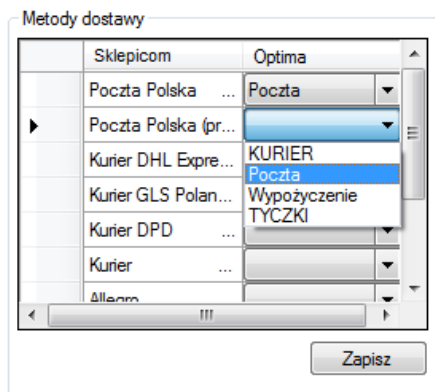 Metody dostawy
Sklepicom Optima
Poczta Polska ... Poczta
Poczta Polska (pr...
Kurier DHL Expre... KURIER
Poczta
Kurier GLS Polan... Wypożyczenie
TYCZKI
Kurier DPD ...
Kurier ...
Allegro
Zapisz